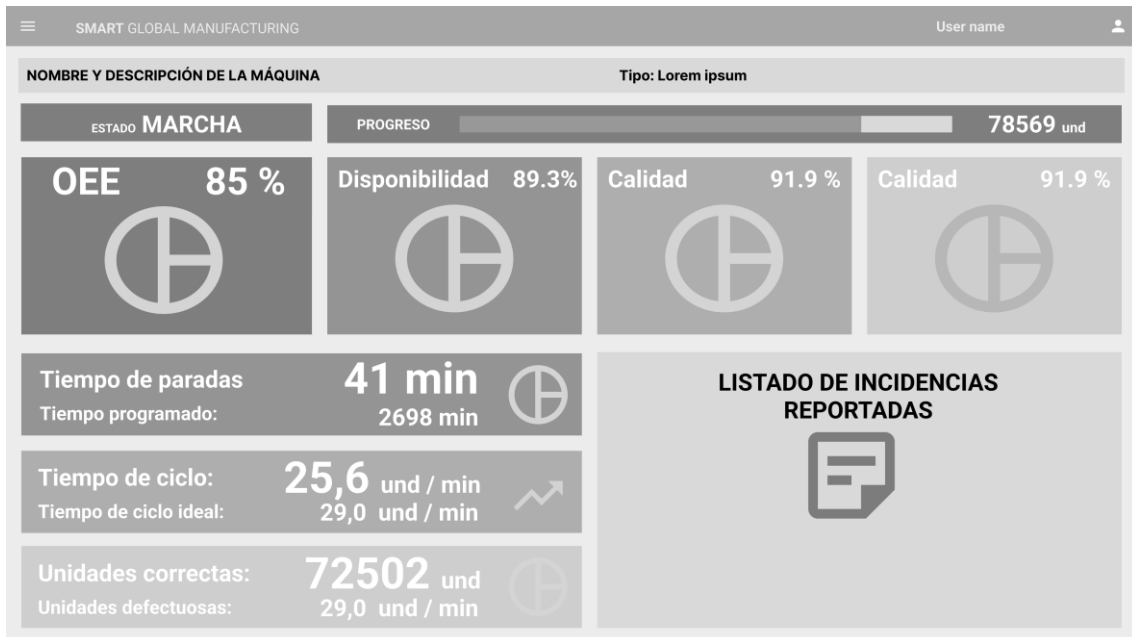 SMART GLOBAL MANUFACTURING
User name
NOMBRE Y DESCRIPCIÓN DE LA MÁQUINA
Tipo: Lorem ipsum
ESTADO MARCHA
PROGRESO
78569 und
OEE 85 %
Disponibilidad 89.3%
Calidad 91.9 %
Calidad 91.9 %
Tiempo de paradas 41 min
Tiempo programado: 2698 min
Tiempo de ciclo: 25,6 und / min
Tiempo de ciclo ideal: 29,0 und / min
Unidades correctas: 72502 und
Unidades defectuosas: 29,0 und / min
LISTADO DE INCIDENCIAS
REPORTADAS